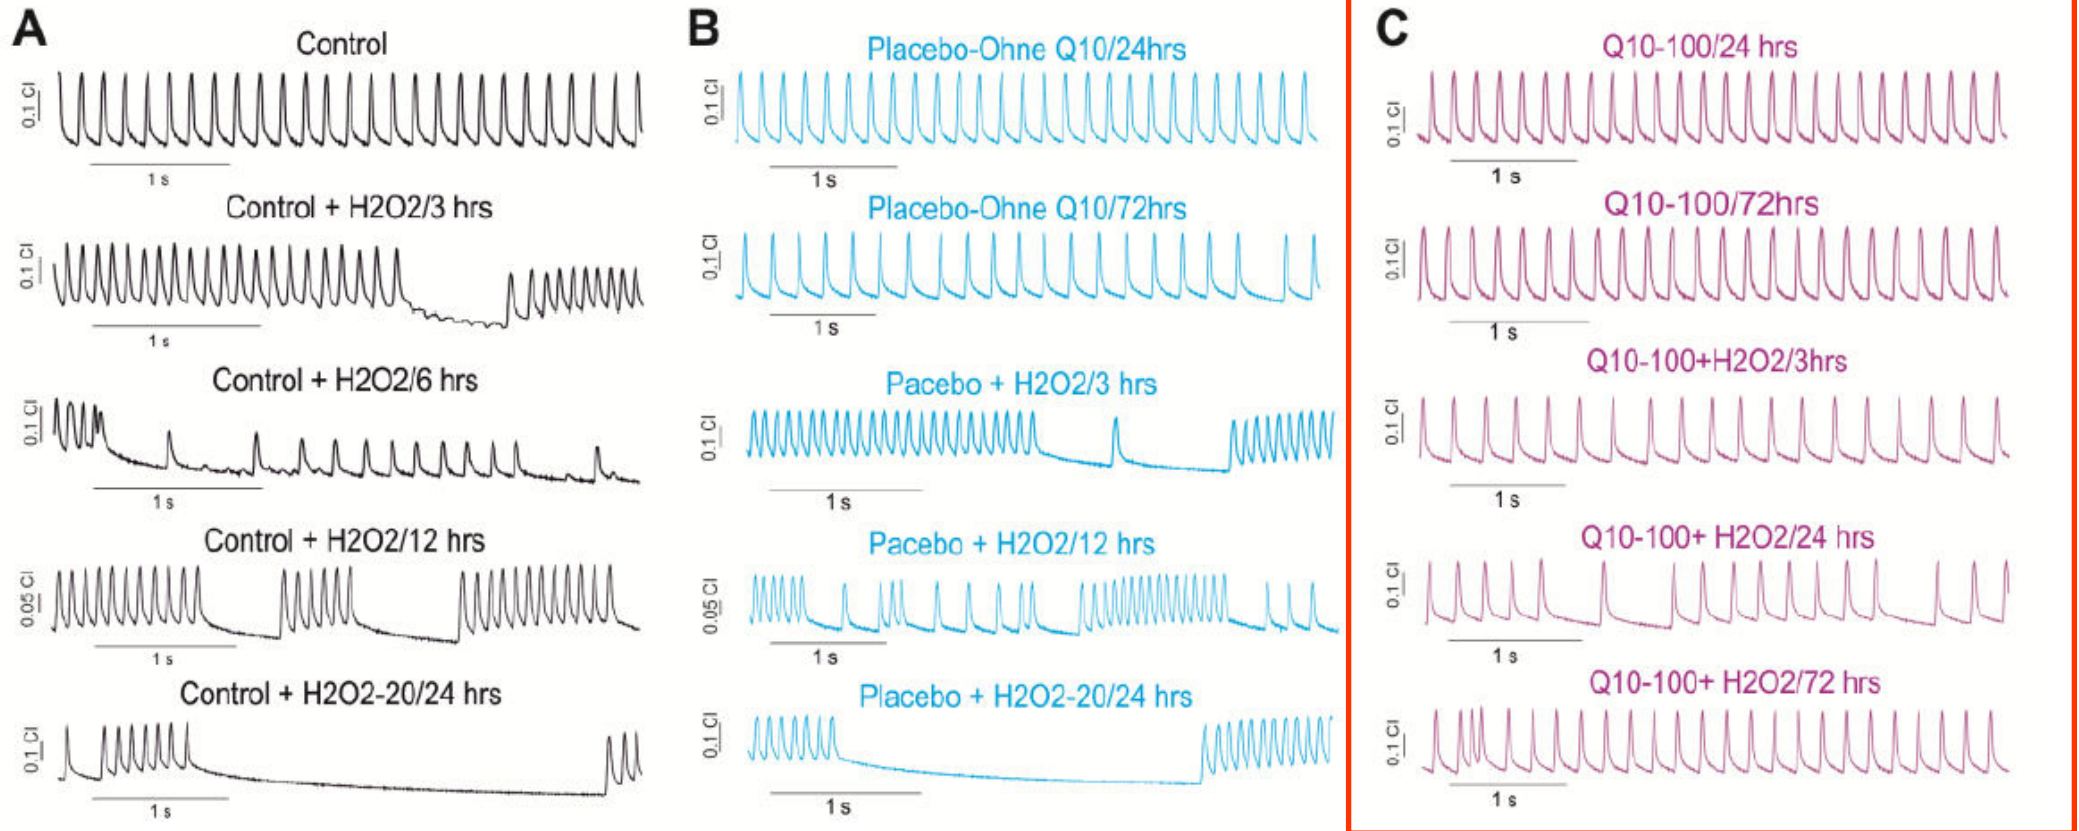 A
Control
0.1 CI
1 s
Control + H2O2/3 hrs
0.1 CI
1 s
Control + H2O2/6 hrs
0.1 CI
1 s
Control + H2O2/12 hrs
0.05 CI
1 s
Control + H2O2-20/24 hrs
0.1 CI
1 s
B
Placebo-Ohne Q10/24hrs
0.1 CI
1 s
Placebo-Ohne Q10/72hrs
0.1 CI
1 s
Pacebo + H2O2/3 hrs
0.1 CI
1 s
Pacebo + H2O2/12 hrs
0.05 CI
1 s
Placebo + H2O2-20/24 hrs
0.1 CI
1 s
C
Q10-100/24 hrs
0.1 CI
1 s
Q10-100/72hrs
0.1 CI
1 s
Q10-100+H2O2/3hrs
0.1 CI
1 s
Q10-100+ H2O2/24 hrs
0.1 CI
1 s
Q10-100+ H2O2/72 hrs
0.1 CI
1 s